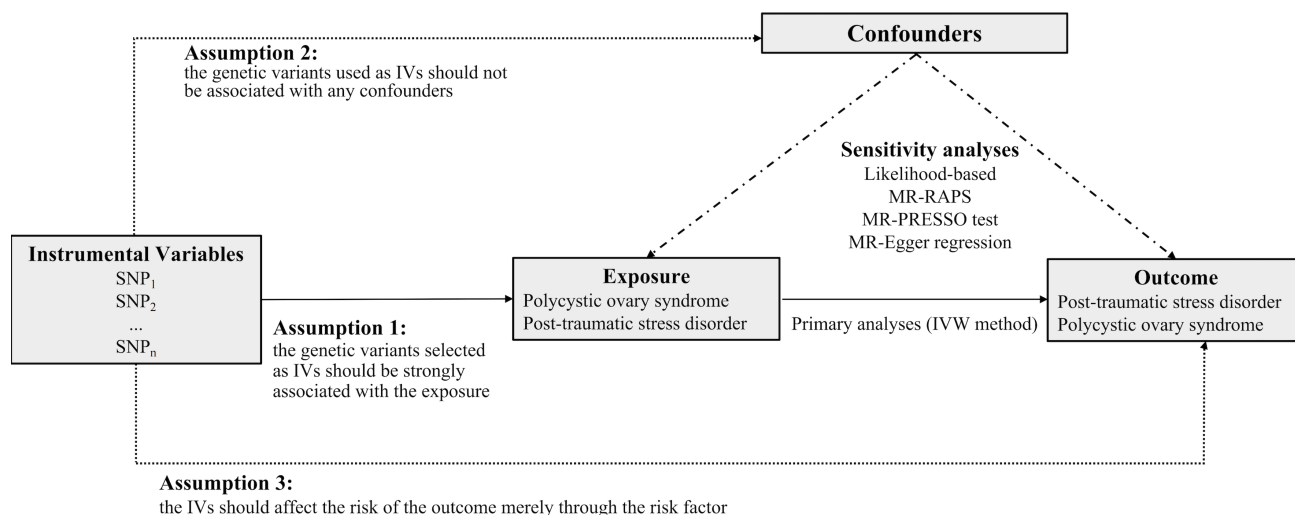 Confounders
Assumption 2:
the genetic variants used as IVs should not
be associated with any confounders
Sensitivity analyses
Likelihood-based
MR-RAPS
MR-PRESSO test
MR-Egger regression
Instrumental Variables
SNP₁
SNP₂
...
SNPₙ
Assumption 1:
the genetic variants selected
as IVs should be strongly
associated with the exposure
Exposure
Polycystic ovary syndrome
Post-traumatic stress disorder
Primary analyses (IVW method)
Outcome
Post-traumatic stress disorder
Polycystic ovary syndrome
Assumption 3:
the IVs should affect the risk of the outcome merely through the risk factor